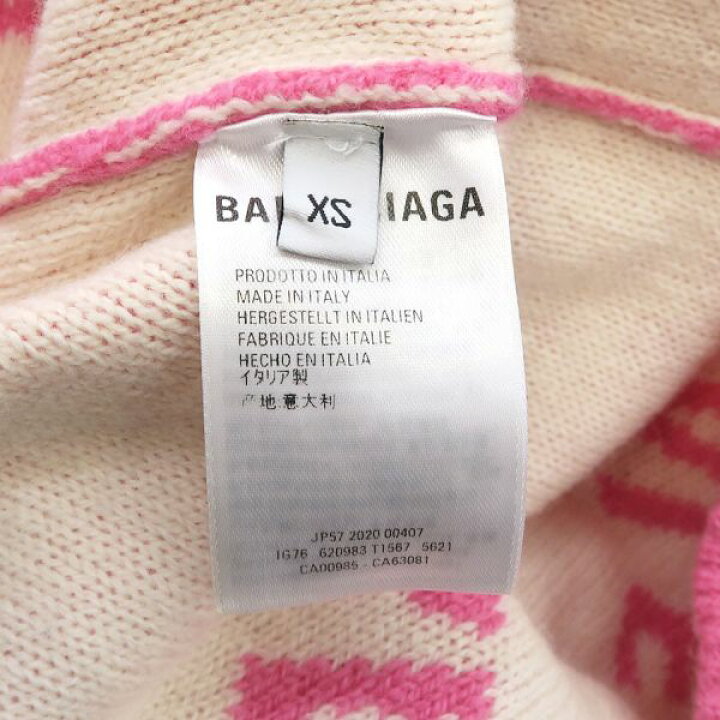 XS
BAL IAGA
PRODOTTO IN ITALIA
MADE IN ITALY
HERGESTELLT IN ITALIEN
FABRIQUE EN ITALIE
HECHO EN ITALIA
イタリア製
产地:意大利
JP57 2020 00407
IG76 620983 T1567 5621
CA00985 - CA63081